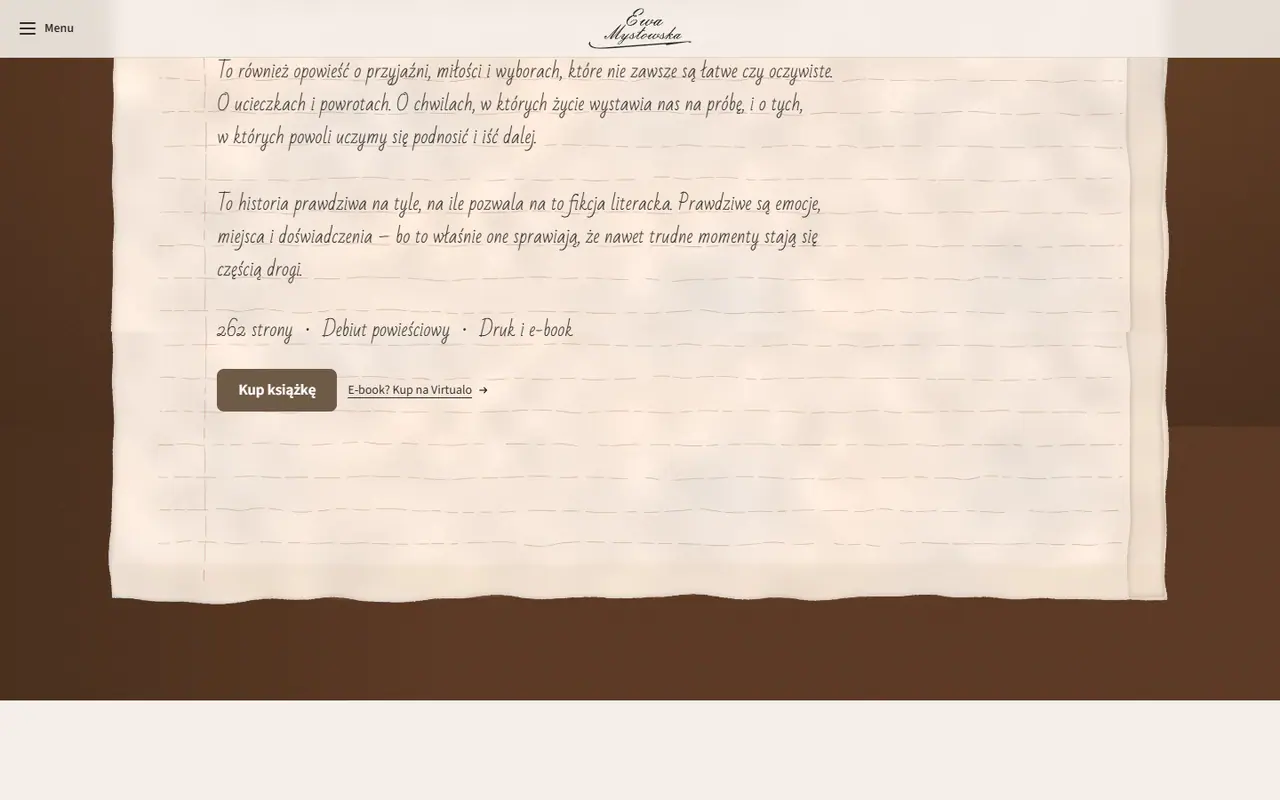 Menu
Ewa
Mysłowska
To również opowieść o przyjaźni, miłości i wyborach, które nie zawsze są łatwe czy oczywiste.
O ucieczkach i powrotach. O chwilach, w których życie wystawia nas na próbę, i o tych,
w których powoli uczymy się podnosić i iść dalej.
To historia prawdziwa na tyle, na ile pozwala na to fikcja literacka. Prawdziwe są emocje,
miejsca i doświadczenia – bo to właśnie one sprawiają, że nawet trudne momenty stają się
częścią drogi.
262 strony · Debiut powieściowy · Druk i e-book
Kup książkę
E-book? Kup na Virtualo →